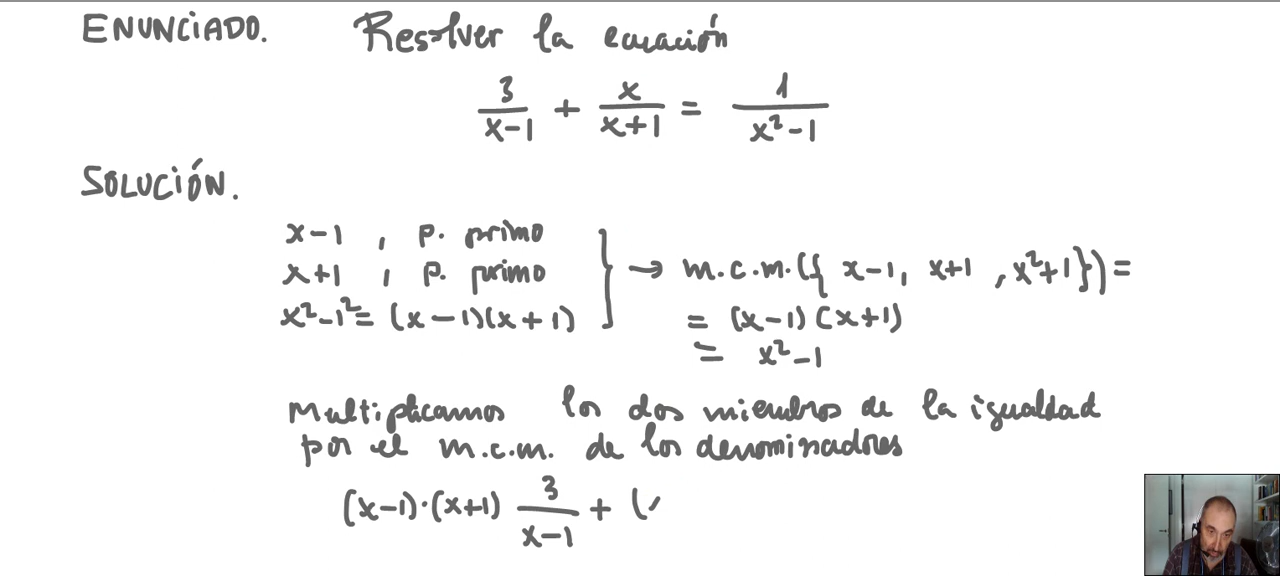 ENUNCIADO. Resolver la ecuación
3/(x-1) + x/(x+1) = 1/(x²-1)
SOLUCIÓN.
x-1 , p. primo
x+1 , p. primo
x²-1²= (x-1)(x+1)
→ m.c.m.({ x-1, x+1 , x²+1}) =
= (x-1) (x+1)
= x²-1
Multiplicamos los dos miembros de la igualdad
por el m.c.m. de los denominadores
(x-1)·(x+1) 3/(x-1) + (